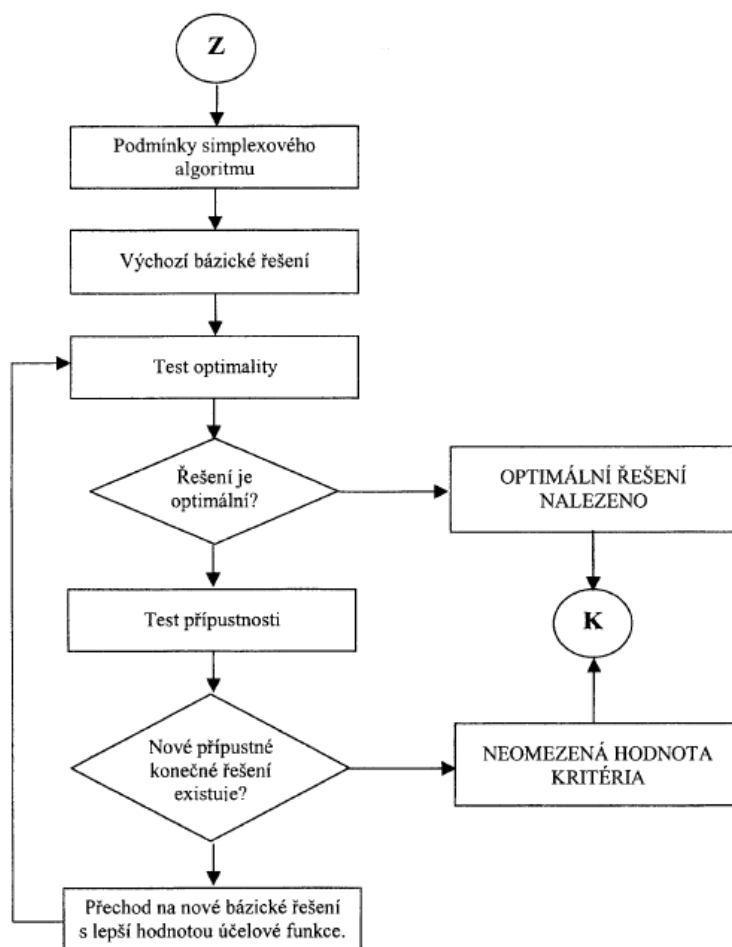 Z
Podmínky simplexového
algoritmu
Výchozí bázické řešení
Test optimality
Řešení je
optimální?
OPTIMÁLNÍ ŘEŠENÍ
NALEZENO
Test přípustnosti
K
Nové přípustné
konečné řešení
existuje?
NEOMEZENÁ HODNOTA
KRITÉRIA
Přechod na nové bázické řešení
s lepší hodnotou účelové funkce.